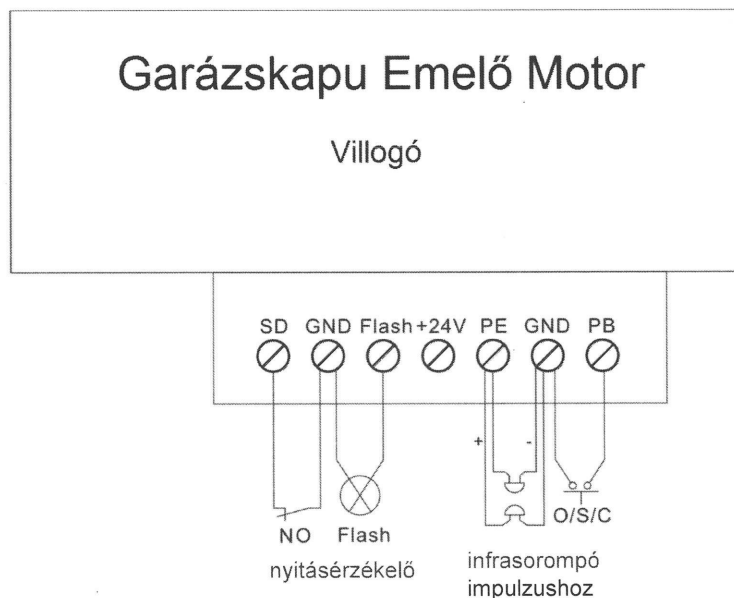 Garázskapu Emelő Motor
Villogó
SD GND Flash +24V PE GND PB
+ -
NO Flash O/S/C
nyitásérzékelő infrasorompó
impulzushoz